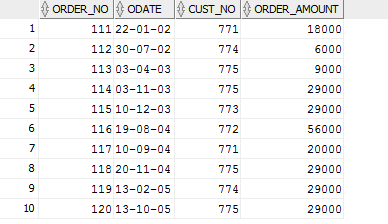 ORDER_NO ODATE CUST_NO ORDER_AMOUNT
1 111 22-01-02 771 18000
2 112 30-07-02 774 6000
3 113 03-04-03 775 9000
4 114 03-11-03 775 29000
5 115 10-12-03 773 29000
6 116 19-08-04 772 56000
7 117 10-09-04 771 20000
8 118 20-11-04 775 29000
9 119 13-02-05 774 29000
10 120 13-10-05 775 29000